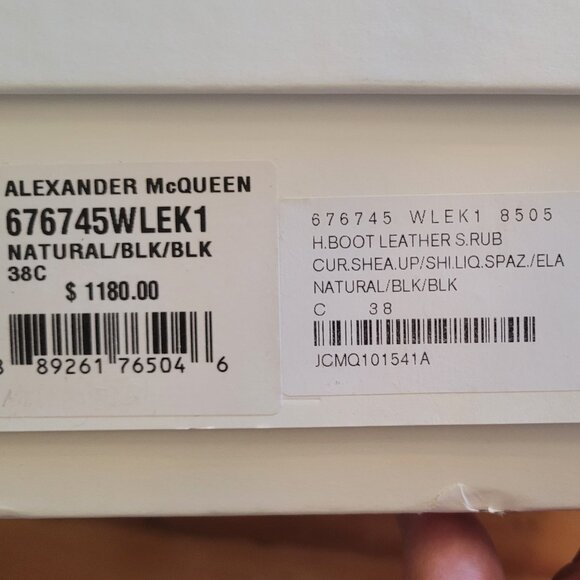 ALEXANDER McQUEEN
676745WLEK1
NATURAL/BLK/BLK
38C
$ 1180.00
8 89261 76504 6
676745 WLEK1 8505
H.BOOT LEATHER S.RUB
CUR.SHEA.UP/SHI.LIQ.SPAZ./ELA
NATURAL/BLK/BLK
C 38
JCMQ101541A